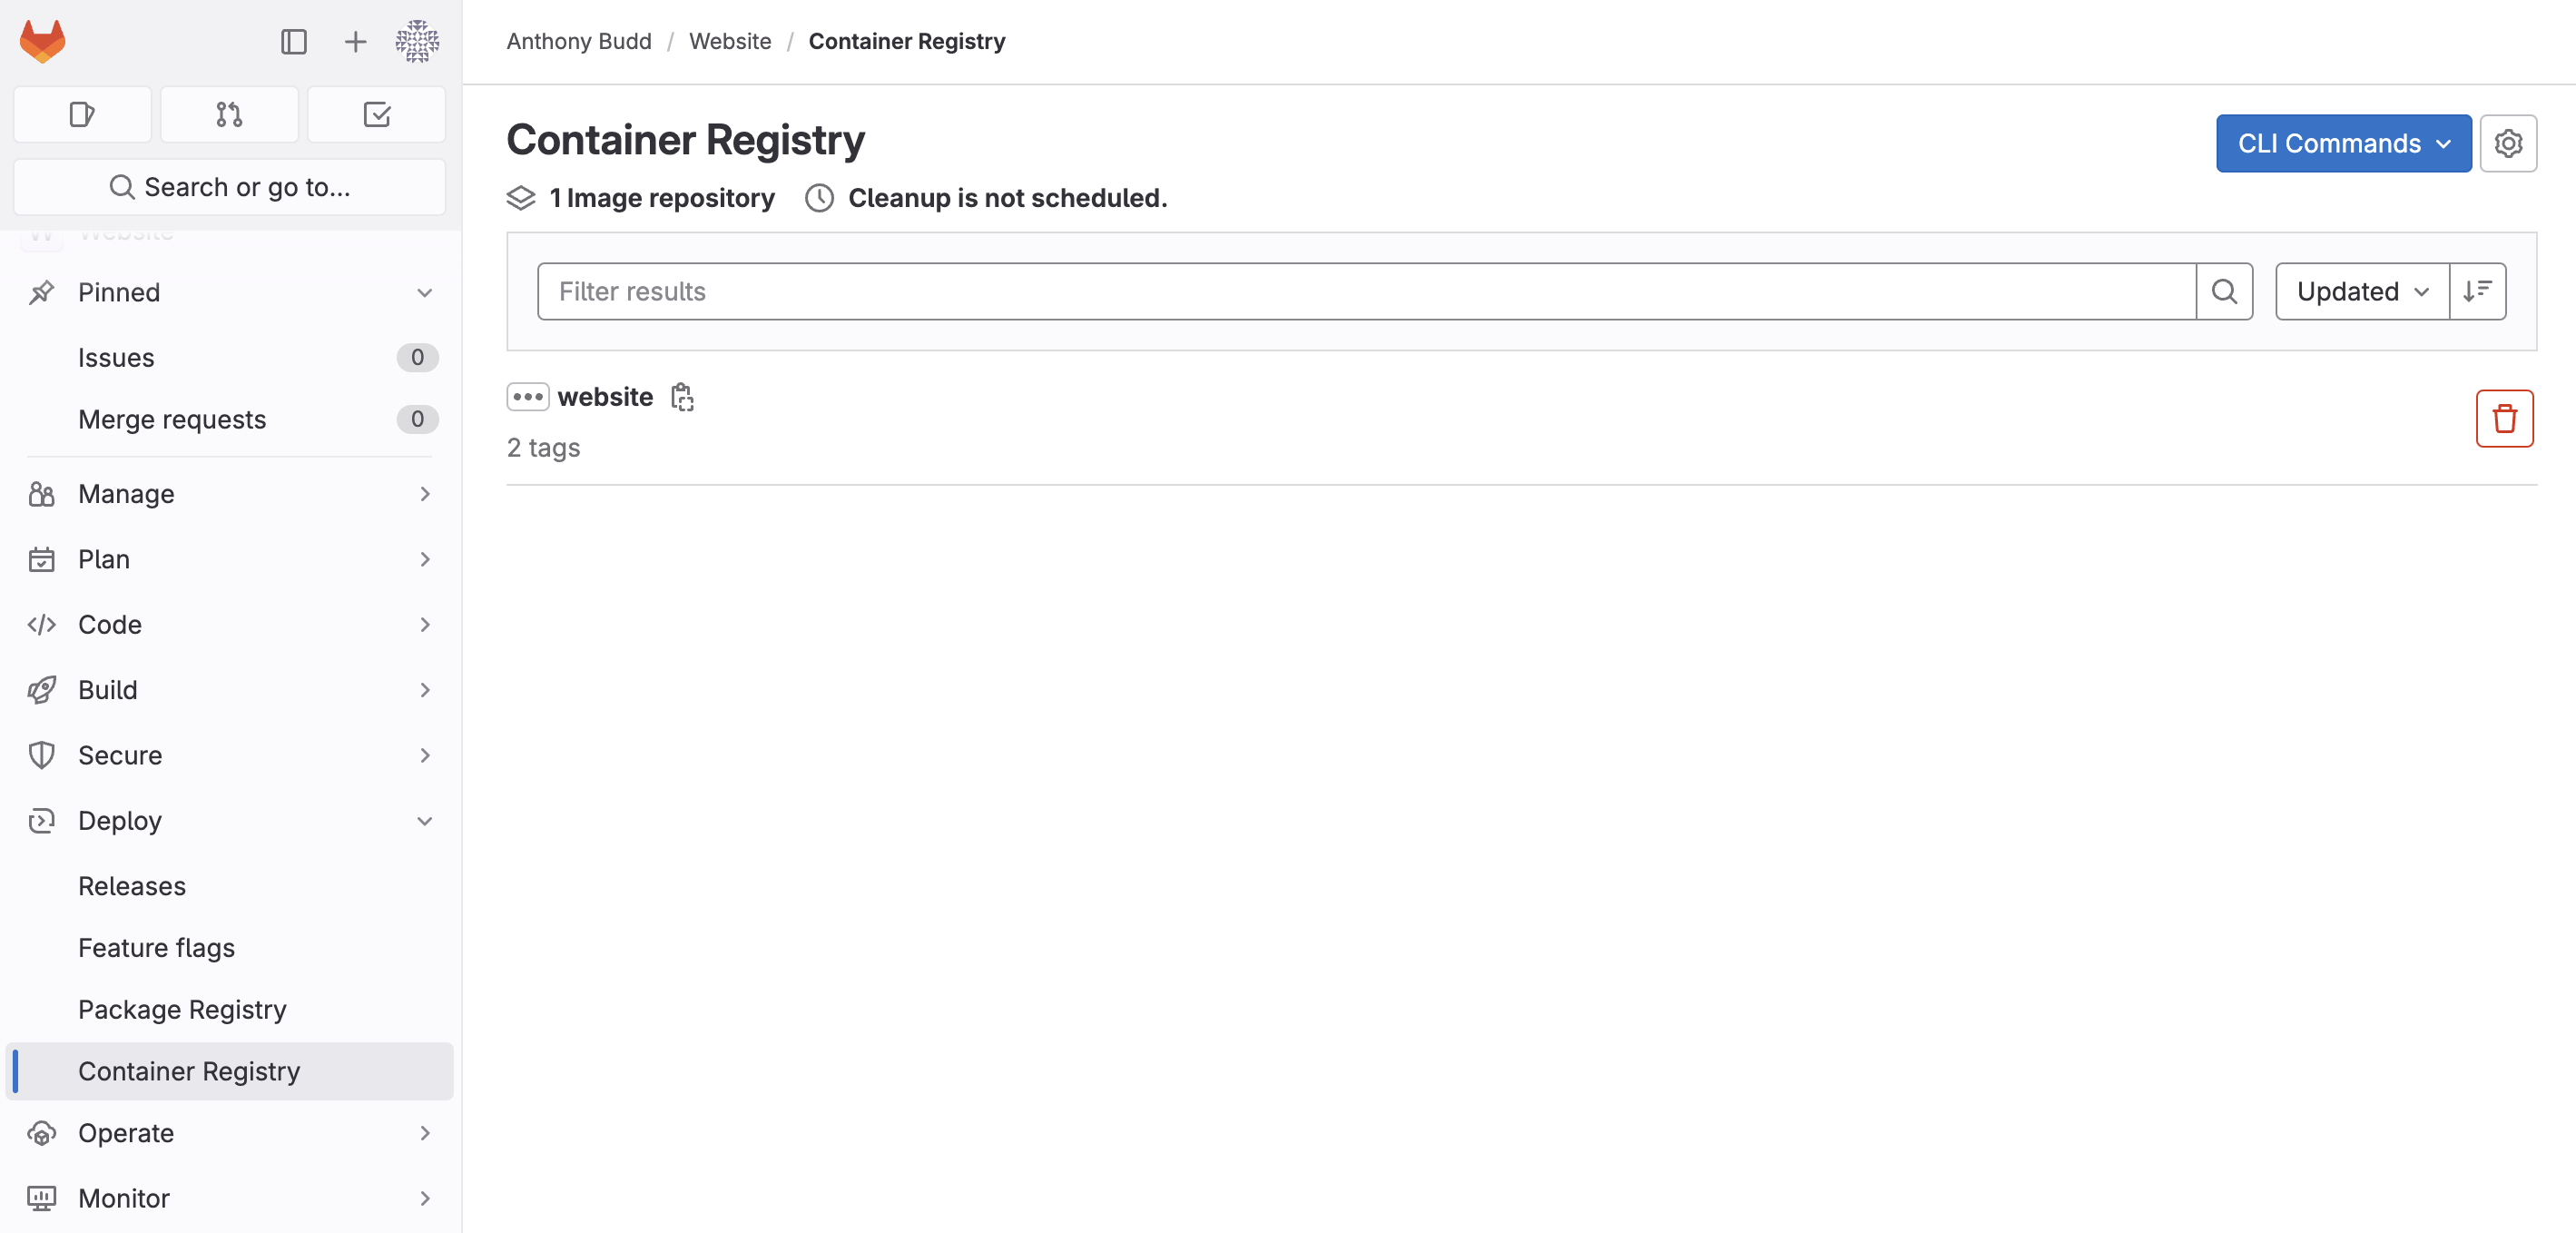 Anthony Budd / Website / Container Registry
Search or go to...
Website
Pinned
Issues 0
Merge requests 0
Manage
Plan
Code
Build
Secure
Deploy
Releases
Feature flags
Package Registry
Container Registry
Operate
Monitor
Container Registry
CLI Commands
1 Image repository
Cleanup is not scheduled.
Filter results
Updated
website
2 tags